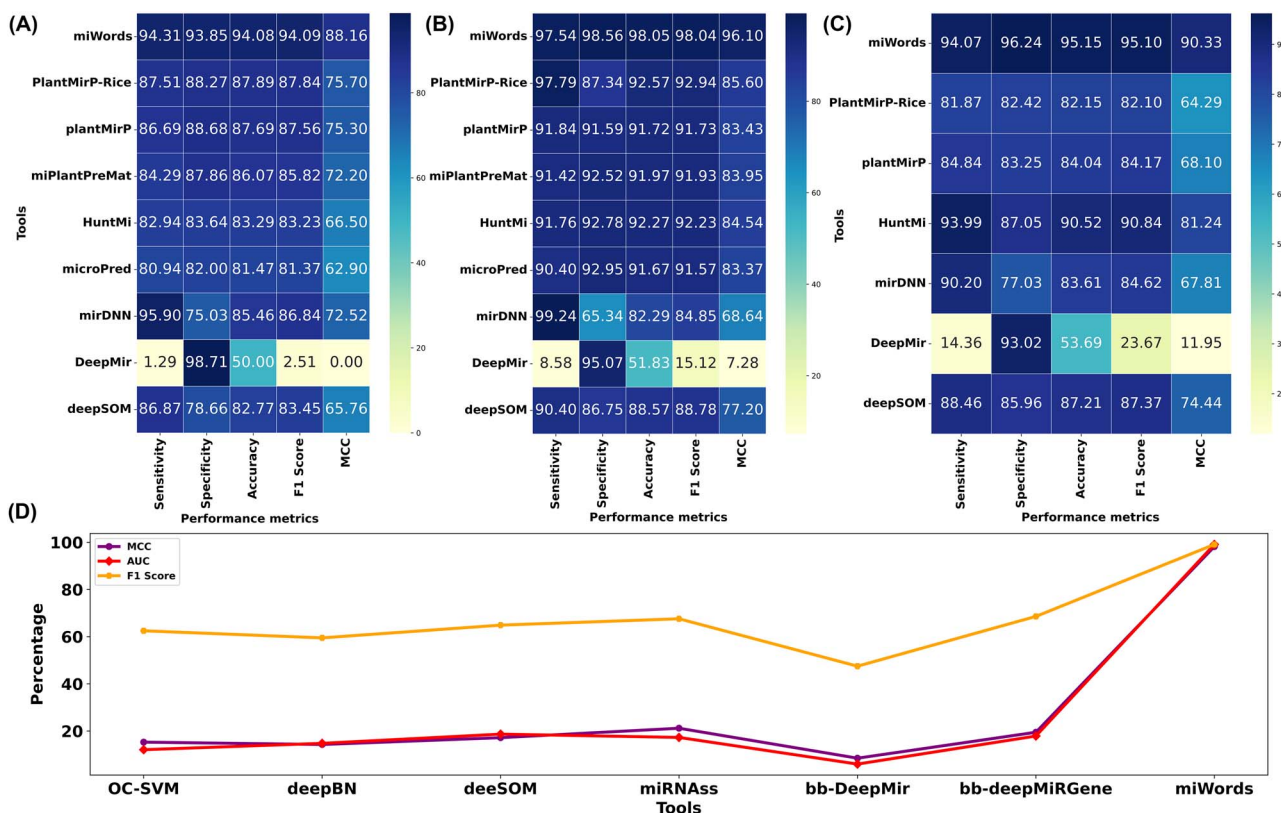 (A)
miWords 94.31 93.85 94.08 94.09 88.16
PlantMirP-Rice 87.51 88.27 87.89 87.84 75.70
plantMirP 86.69 88.68 87.69 87.56 75.30
miPlantPreMat 84.29 87.86 86.07 85.82 72.20
HuntMi 82.94 83.64 83.29 83.23 66.50
microPred 80.94 82.00 81.47 81.37 62.90
mirDNN 95.90 75.03 85.46 86.84 72.52
DeepMir 1.29 98.71 50.00 2.51 0.00
deepSOM 86.87 78.66 82.77 83.45 65.76
Tools
Sensitivity
Specificity
Accuracy
F1 Score
MCC
Performance metrics
80
60
40
20
0
(B)
miWords 97.54 98.56 98.05 98.04 96.10
PlantMirP-Rice 97.79 87.34 92.57 92.94 85.60
plantMirP 91.84 91.59 91.72 91.73 83.43
miPlantPreMat 91.42 92.52 91.97 91.93 83.95
HuntMi 91.76 92.78 92.27 92.23 84.54
microPred 90.40 92.95 91.67 91.57 83.37
mirDNN 99.24 65.34 82.29 84.85 68.64
DeepMir 8.58 95.07 51.83 15.12 7.28
deepSOM 90.40 86.75 88.57 88.78 77.20
Sensitivity
Specificity
Accuracy
F1 Score
MCC
Performance metrics
80
60
40
20
Tools
(C)
miWords 94.07 96.24 95.15 95.10 90.33
PlantMirP-Rice 81.87 82.42 82.15 82.10 64.29
plantMirP 84.84 83.25 84.04 84.17 68.10
HuntMi 93.99 87.05 90.52 90.84 81.24
mirDNN 90.20 77.03 83.61 84.62 67.81
DeepMir 14.36 93.02 53.69 23.67 11.95
deepSOM 88.46 85.96 87.21 87.37 74.44
Sensitivity
Specificity
Accuracy
F1 Score
MCC
Performance metrics
(D)
MCC
AUC
F1 Score
Percentage
100
80
60
40
20
OC-SVM deepBN deeSOM miRNAss bb-DeepMir bb-deepMiRGene miWords
Tools